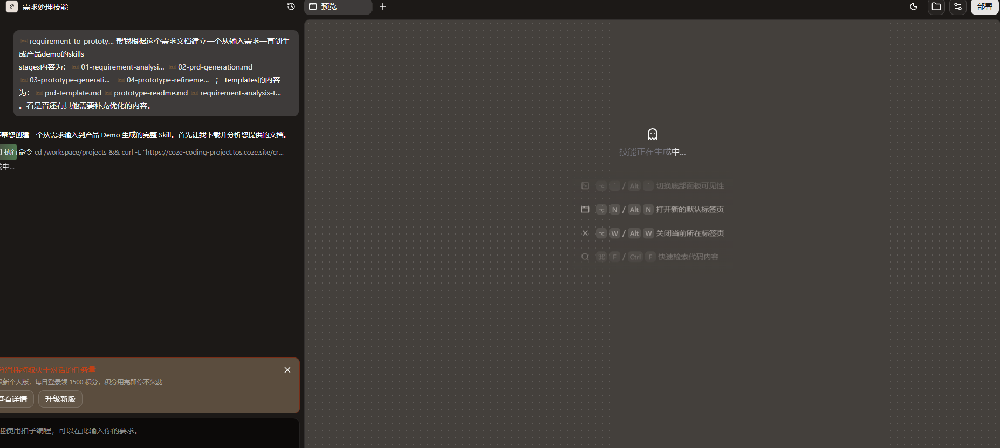 需求处理技能
预览
部署
requirement-to-prototy... 帮我根据这个需求文档建立一个从输入需求一直到生
成产品demo的skills
stages内容为： 01-requirement-analysi... 02-prd-generation.md
03-prototype-generati... 04-prototype-refineme... ； templates的内容
为： prd-template.md prototype-readme.md requirement-analysis-t...
。看是否还有其他需要补充优化的内容。
帮您创建一个从需求输入到产品 Demo 生成的完整 Skill。首先让我下载并分析您提供的文档。
执行命令 cd /workspace/projects && curl -L "https://coze-coding-project.tos.coze.site/cr...
成中...
分消耗将取决于对话的任务量
级新个人版，每日登录领 1500 积分，积分用完即停不欠费
查看详情 升级新版
迎使用扣子编程，可以在此输入你的要求。
技能正在生成中...
⌥ ` / Alt ` 切换底部面板可见性
⌥ N / Alt N 打开新的默认标签页
⌥ W / Alt W 关闭当前所在标签页
⌘ F / Ctrl F 快速检索代码内容